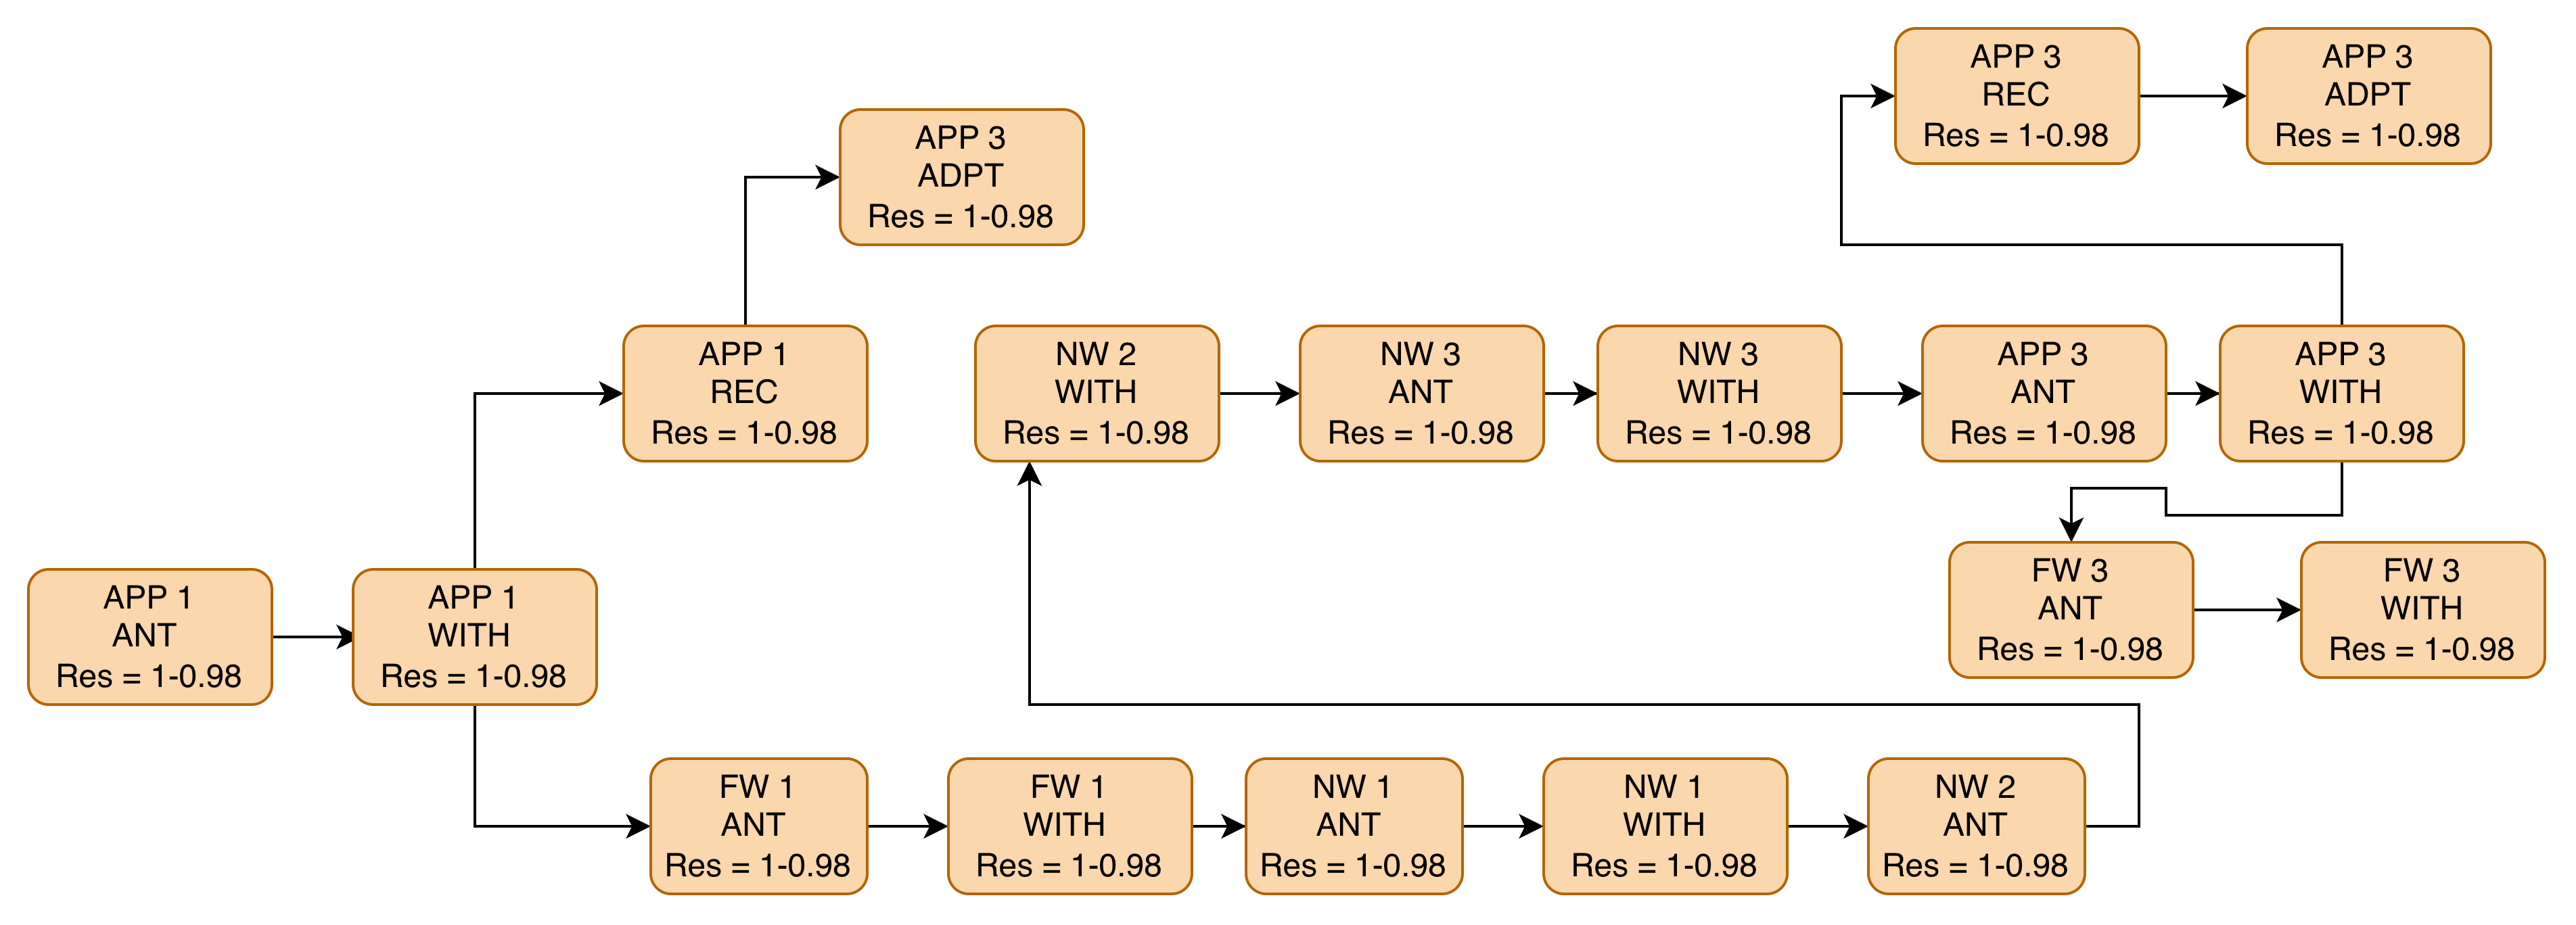 APP 3
REC
Res = 1-0.98
APP 3
ADPT
Res = 1-0.98
APP 3
ADPT
Res = 1-0.98
APP 1
REC
Res = 1-0.98
NW 2
WITH
Res = 1-0.98
NW 3
ANT
Res = 1-0.98
NW 3
WITH
Res = 1-0.98
APP 3
ANT
Res = 1-0.98
APP 3
WITH
Res = 1-0.98
APP 1
ANT
Res = 1-0.98
APP 1
WITH
Res = 1-0.98
FW 3
ANT
Res = 1-0.98
FW 3
WITH
Res = 1-0.98
FW 1
ANT
Res = 1-0.98
FW 1
WITH
Res = 1-0.98
NW 1
ANT
Res = 1-0.98
NW 1
WITH
Res = 1-0.98
NW 2
ANT
Res = 1-0.98